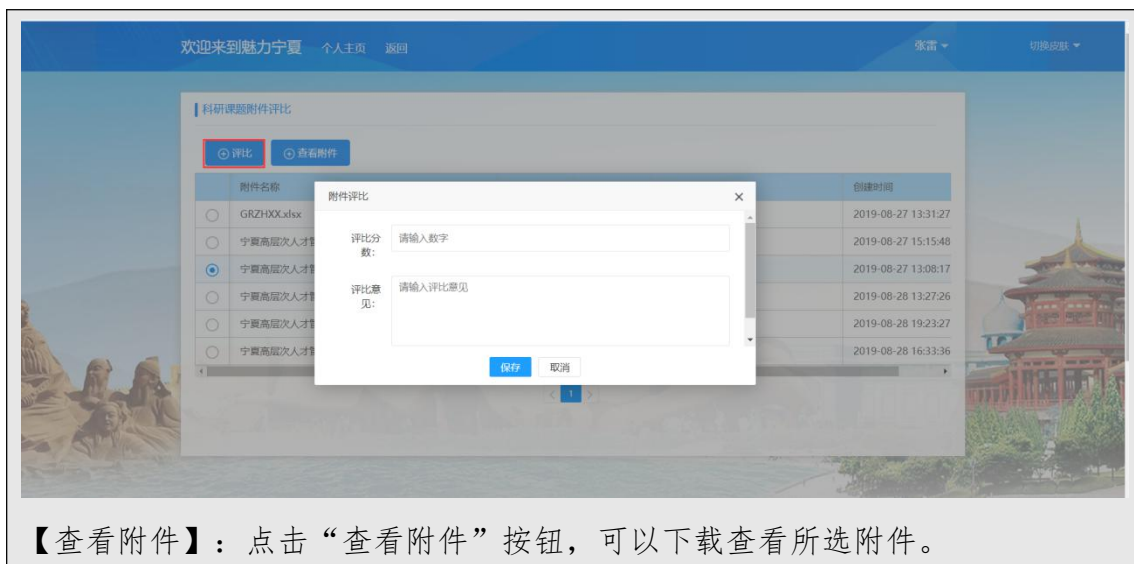 欢迎来到魅力宁夏 个人主页 返回 张雷 切换皮肤
科研课题附件评比
评比 查看附件
附件名称 创建时间
附件评比
GRZHXX.xlsx 2019-08-27 13:31:27
宁夏高层次人才 2019-08-27 15:15:48
宁夏高层次人才 2019-08-27 13:08:17
宁夏高层次人才 2019-08-28 13:27:26
宁夏高层次人才 2019-08-28 19:23:27
宁夏高层次人才 2019-08-28 16:33:36
评比分数: 请输入数字
评比意见: 请输入评比意见
保存 取消
1
【查看附件】:点击“查看附件”按钮,可以下载查看所选附件。